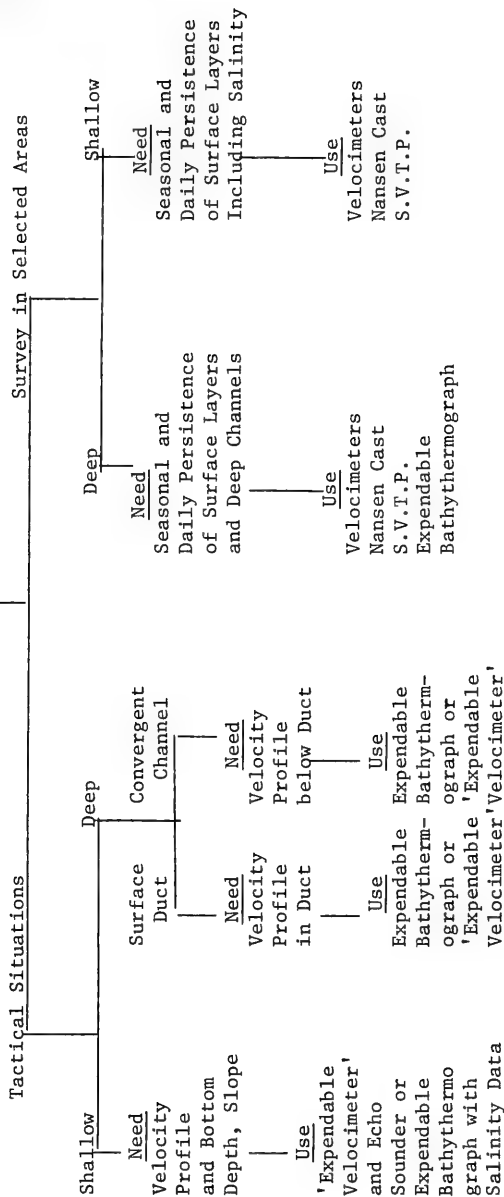 Tactical Situations
Shallow
Need
Velocity
Profile
and Bottom
Depth, Slope
Use
'Expendable
Velocimeter'
and Echo
Sounder or
Expendable
Bathythermo
graph with
Salinity Data
Deep
Surface
Duct
Need
Velocity
Profile
in Duct
Use
Expendable
Bathytherm-
ograph or
'Expendable
Velocimeter'
Convergent
Channel
Need
Velocity
Profile
below Duct
Use
Expendable
Bathytherm-
ograph or
'Expendable
Velocimeter'
Survey in Selected Areas
Deep
Need
Seasonal and
Daily Persistence
of Surface Layers
and Deep Channels
Use
Velocimeters
Nansen Cast
S.V.T.P.
Expendable
Bathythermograph
Shallow
Need
Seasonal and
Daily Persistence
of Surface Layers
Including Salinity
Use
Velocimeters
Nansen Cast
S.V.T.P.